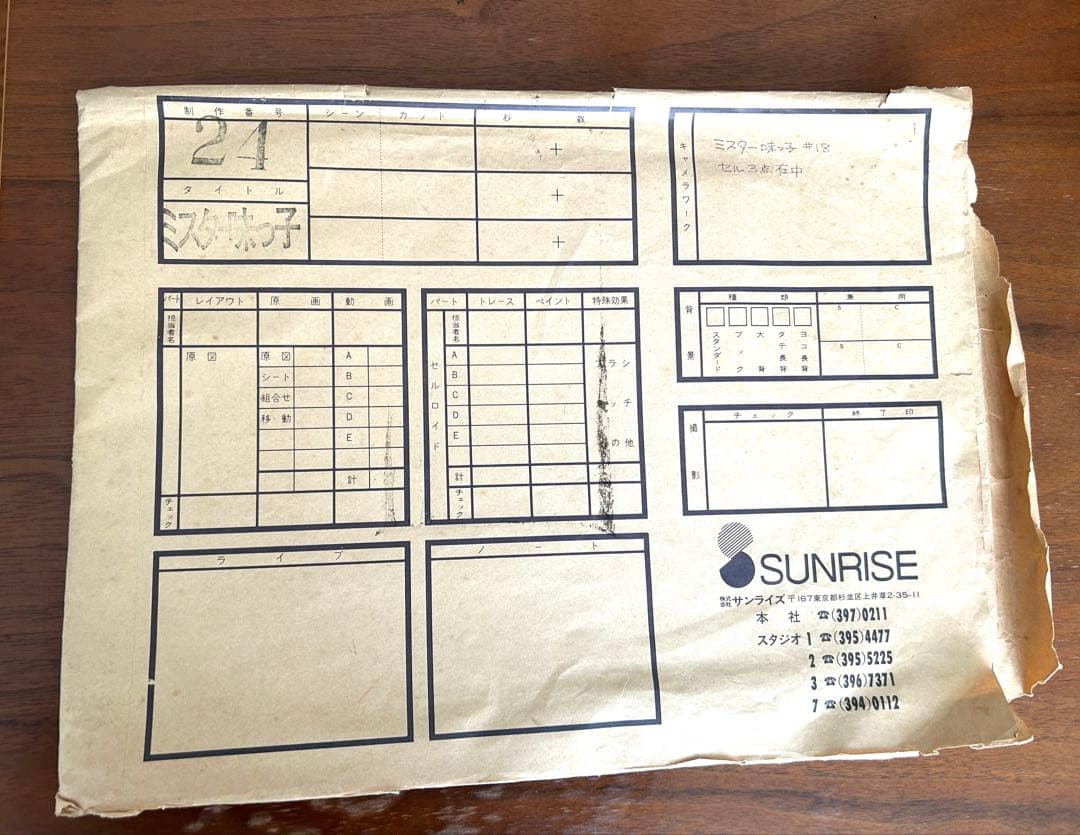 制作番号
シーン カット 秒数
24
+
+
+
タイトル
ミスター味っ子
キャメラワーク
ミスター味っ子 #18
セル3点在中
パート レイアウト 原画 動画
担当者名
原図 原図 A
シート B
組合せ C
移動 D
E
計
チェック
パート トレース ペイント 特殊効果
担当者名
セルロイド
A
B
C
D
E
計
チェック
ラシ
ッチ
の他
背景
種類 兼用
スタンダード ブック 大背 タテ長背 ヨコ長背
S C
S C
撮影
チェック 終了印
ライブ
ノート
SUNRISE
株式会社サンライズ 〒167東京都杉並区上井草2-35-11
本社 ☎(397)0211
スタジオ1 ☎(395)4477
2 ☎(395)5225
3 ☎(396)7371
7 ☎(394)0112